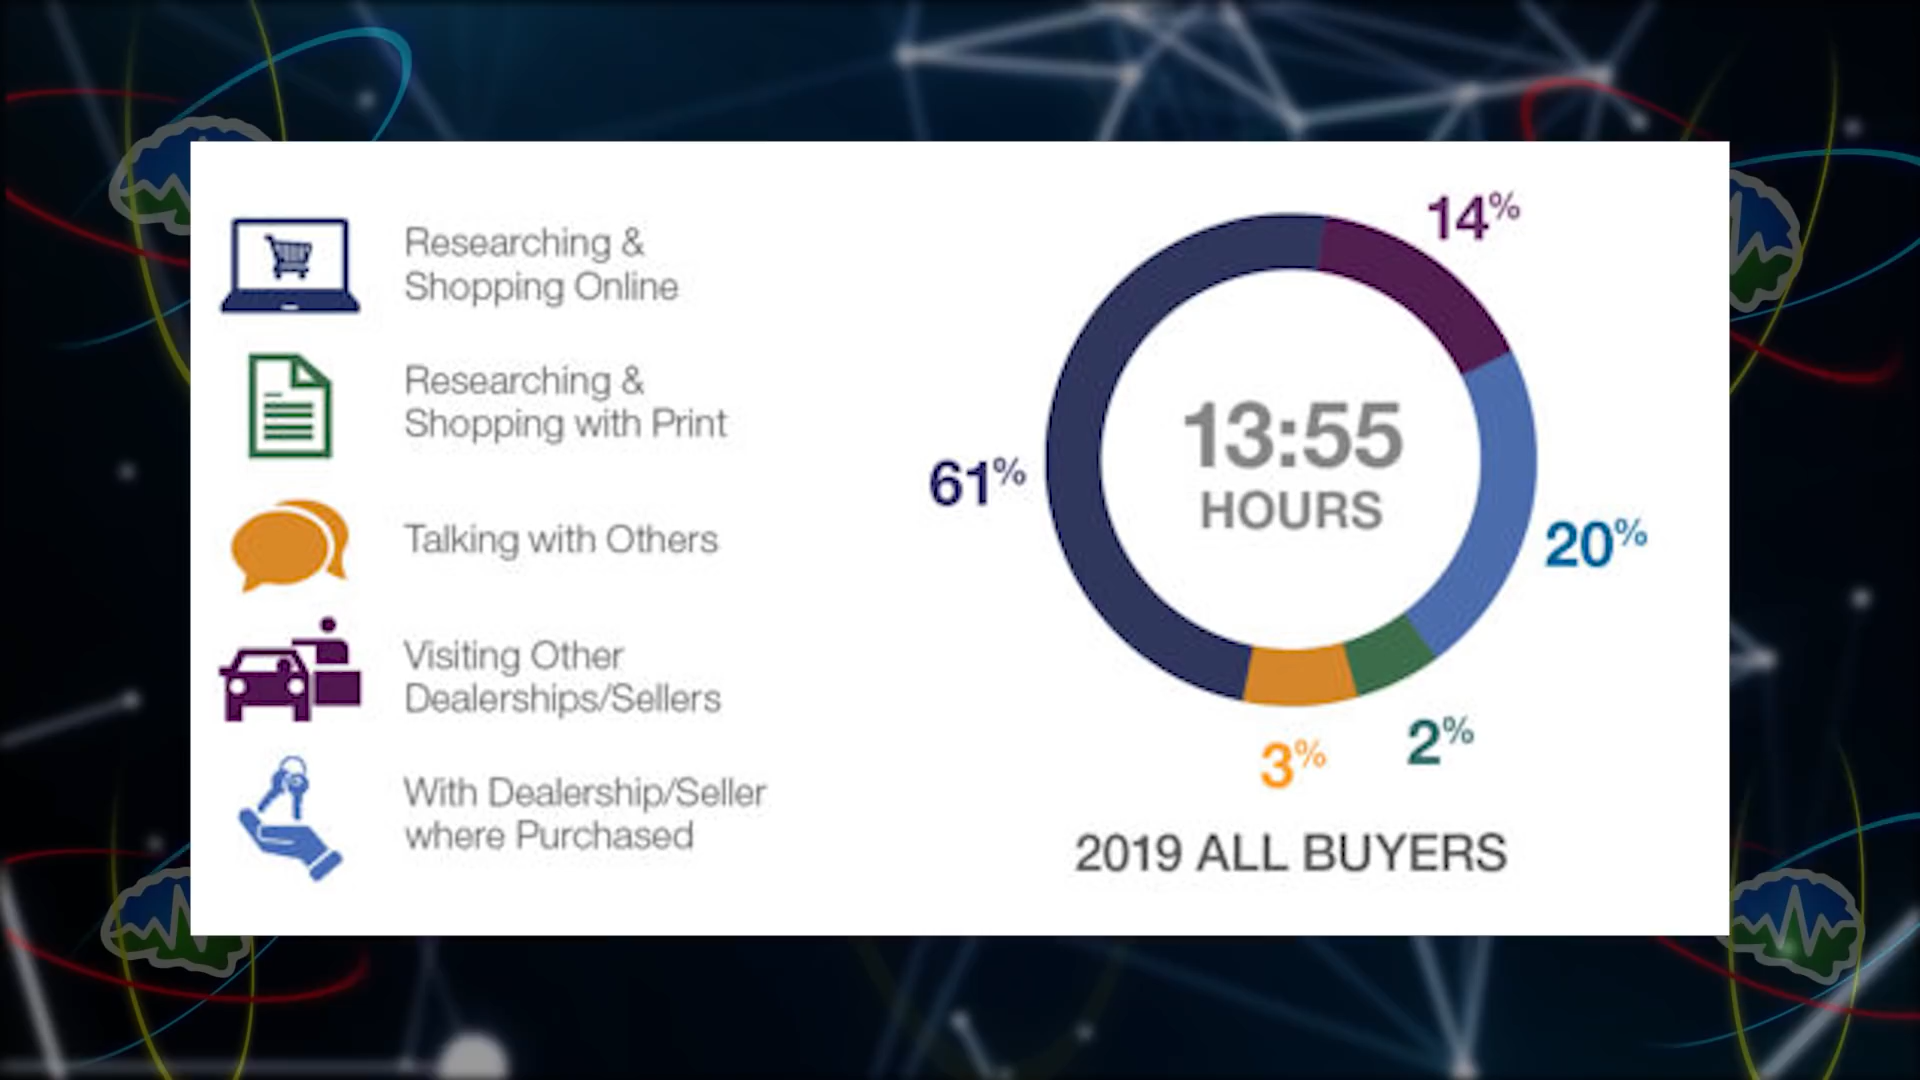 Researching &
Shopping Online
Researching &
Shopping with Print
Talking with Others
Visiting Other
Dealerships/Sellers
With Dealership/Seller
where Purchased
14%
61%
13:55
HOURS
20%
2%
3%
2019 ALL BUYERS